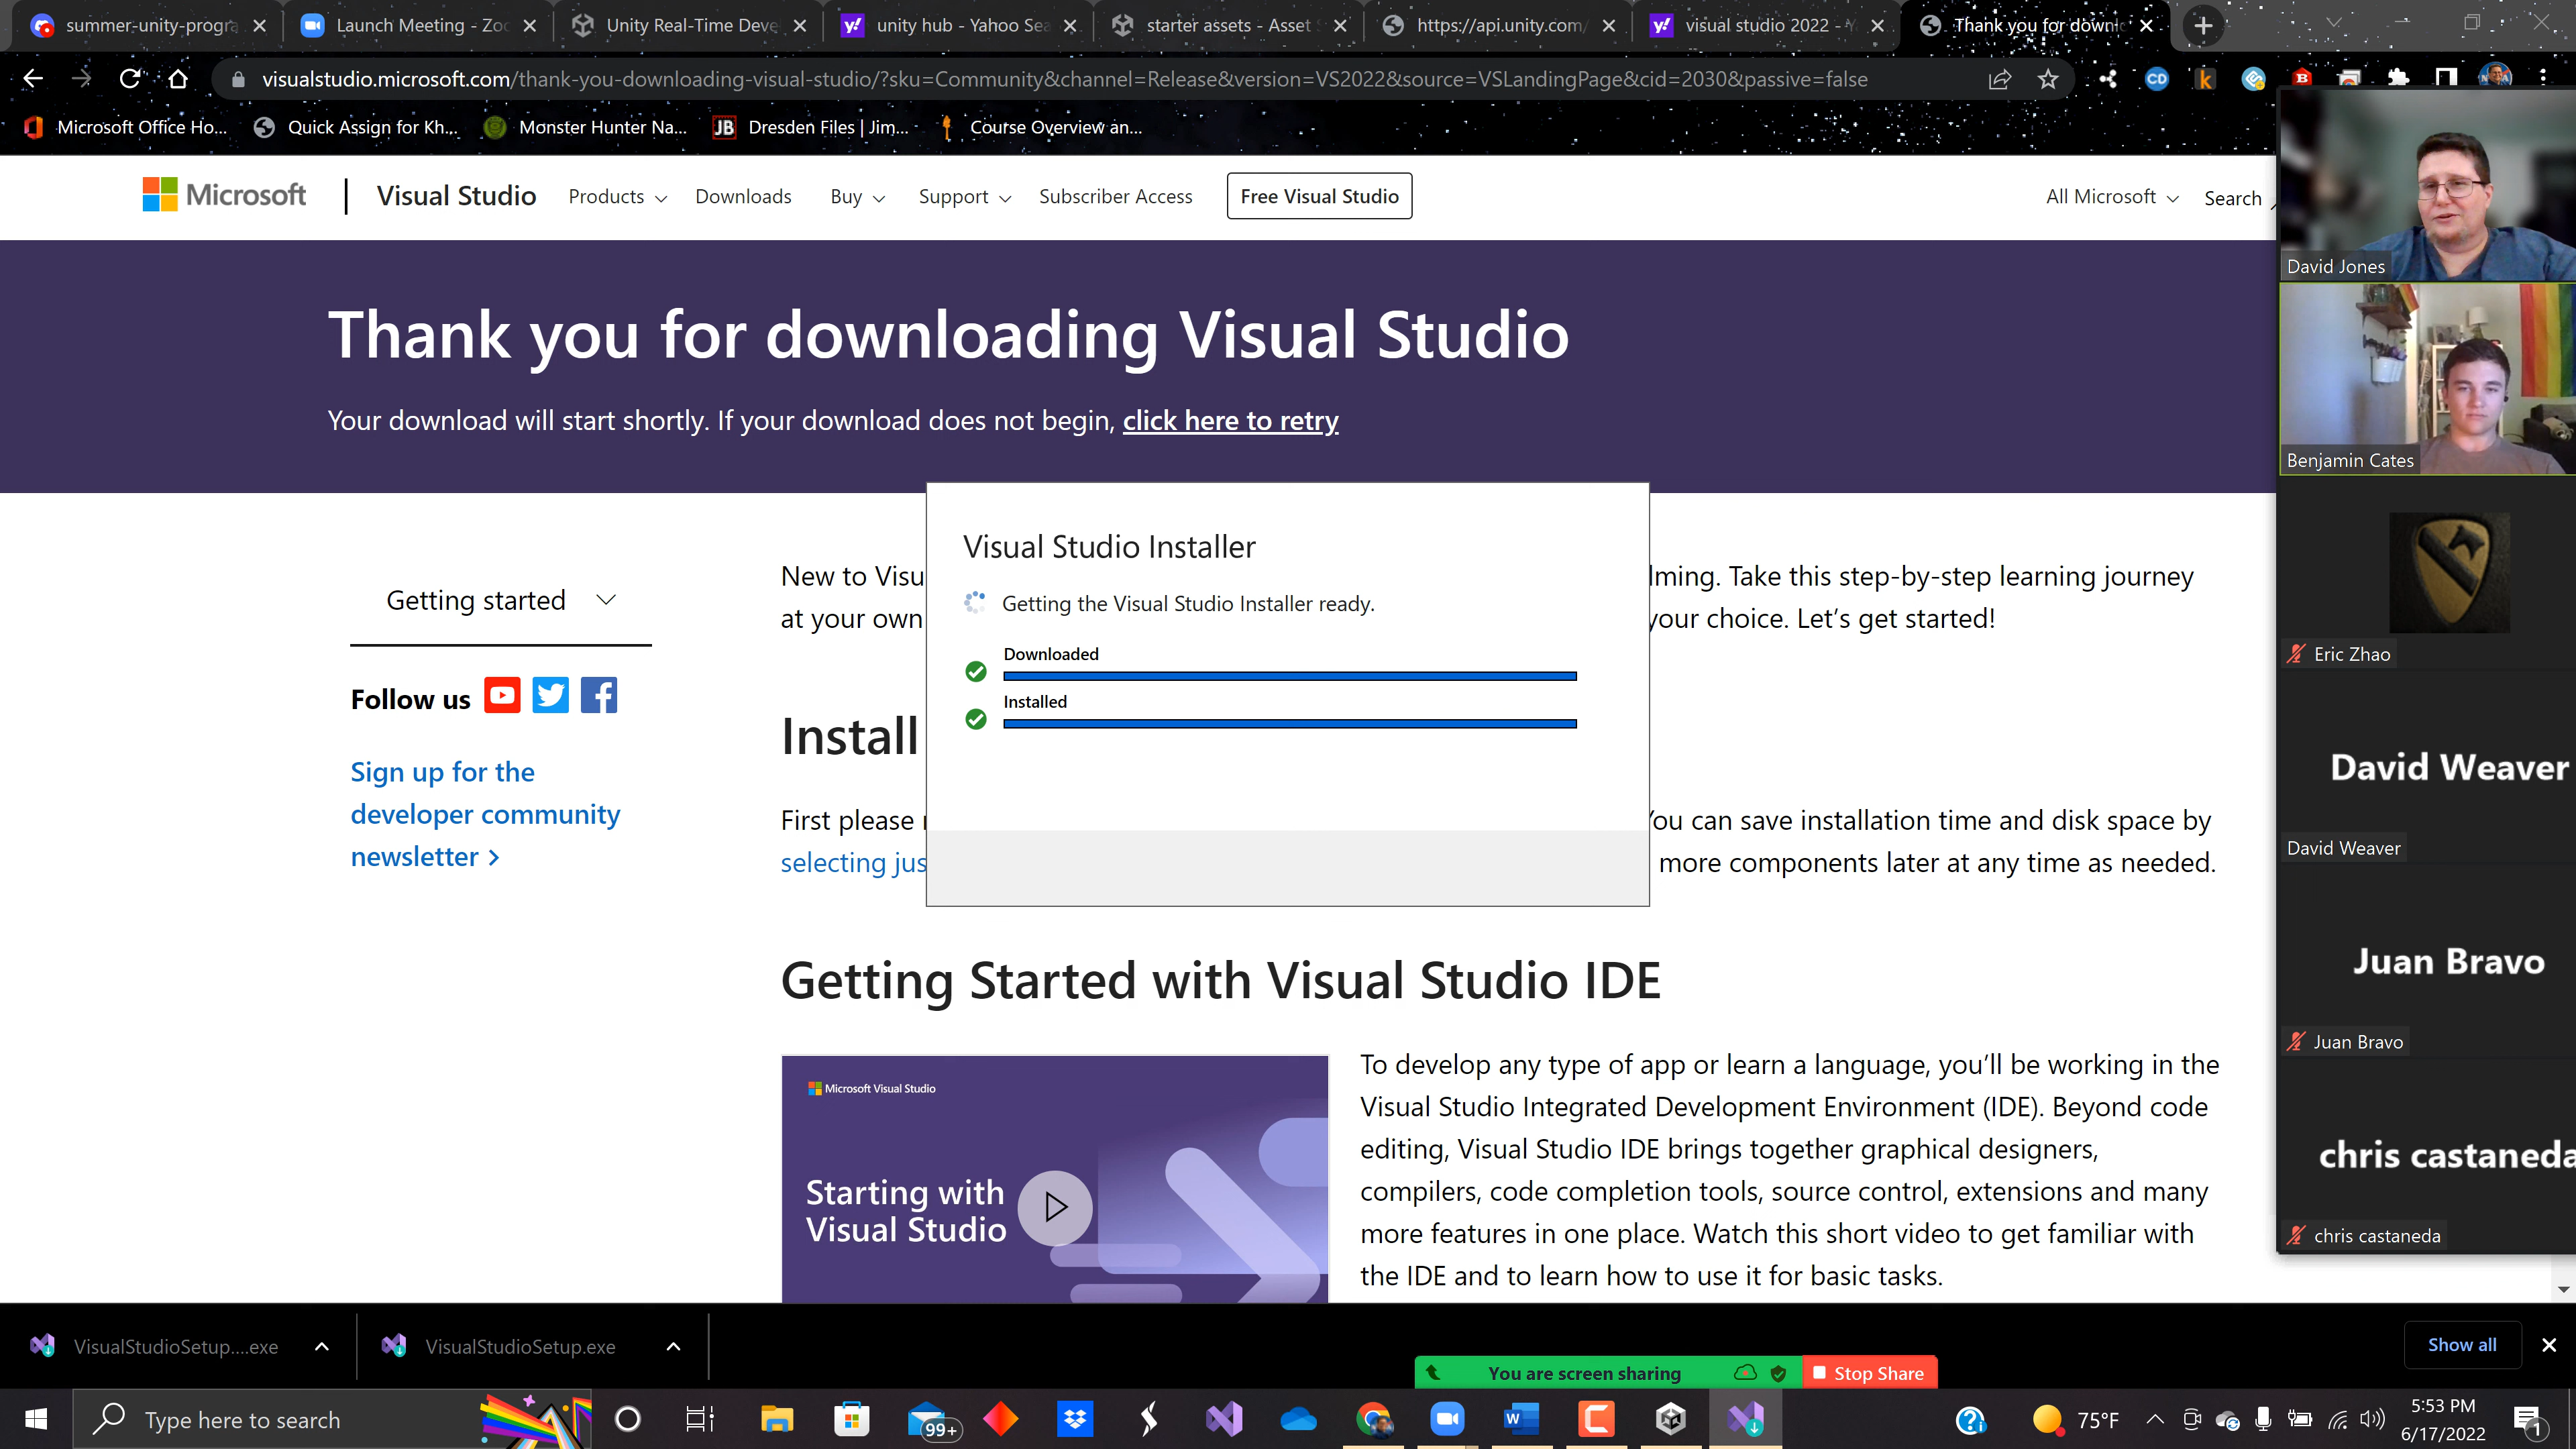 summer-unity-progra
Launch Meeting - Zoo
Unity Real-Time Deve
unity hub - Yahoo Sea
starter assets - Asset
https://api.unity.com/
visual studio 2022 -
Thank you for downl
visualstudio.microsoft.com/thank-you-downloading-visual-studio/?sku=Community&channel=Release&version=VS2022&source=VSLandingPage&cid=2030&passive=false
Microsoft Office Ho...
Quick Assign for Kh...
Monster Hunter Na...
Dresden Files | Jim...
Course Overview an...
Microsoft
Visual Studio
Products
Downloads
Buy
Support
Subscriber Access
Free Visual Studio
All Microsoft
Search
Thank you for downloading Visual Studio
Your download will start shortly. If your download does not begin, click here to retry
Getting started
Follow us
Sign up for the
developer community
newsletter >
New to Visu
lming. Take this step-by-step learning journey
at your own
your choice. Let's get started!
Install
First please
You can save installation time and disk space by
selecting jus
more components later at any time as needed.
Visual Studio Installer
Getting the Visual Studio Installer ready.
Downloaded
Installed
Getting Started with Visual Studio IDE
Microsoft Visual Studio
Starting with
Visual Studio
To develop any type of app or learn a language, you'll be working in the
Visual Studio Integrated Development Environment (IDE). Beyond code
editing, Visual Studio IDE brings together graphical designers,
compilers, code completion tools, source control, extensions and many
more features in one place. Watch this short video to get familiar with
the IDE and to learn how to use it for basic tasks.
David Jones
Benjamin Cates
Eric Zhao
David Weaver
David Weaver
Juan Bravo
Juan Bravo
chris castaneda
chris castaneda
VisualStudioSetup....exe
VisualStudioSetup.exe
Show all
You are screen sharing
Stop Share
Type here to search
99+
75°F
5:53 PM
6/17/2022
1